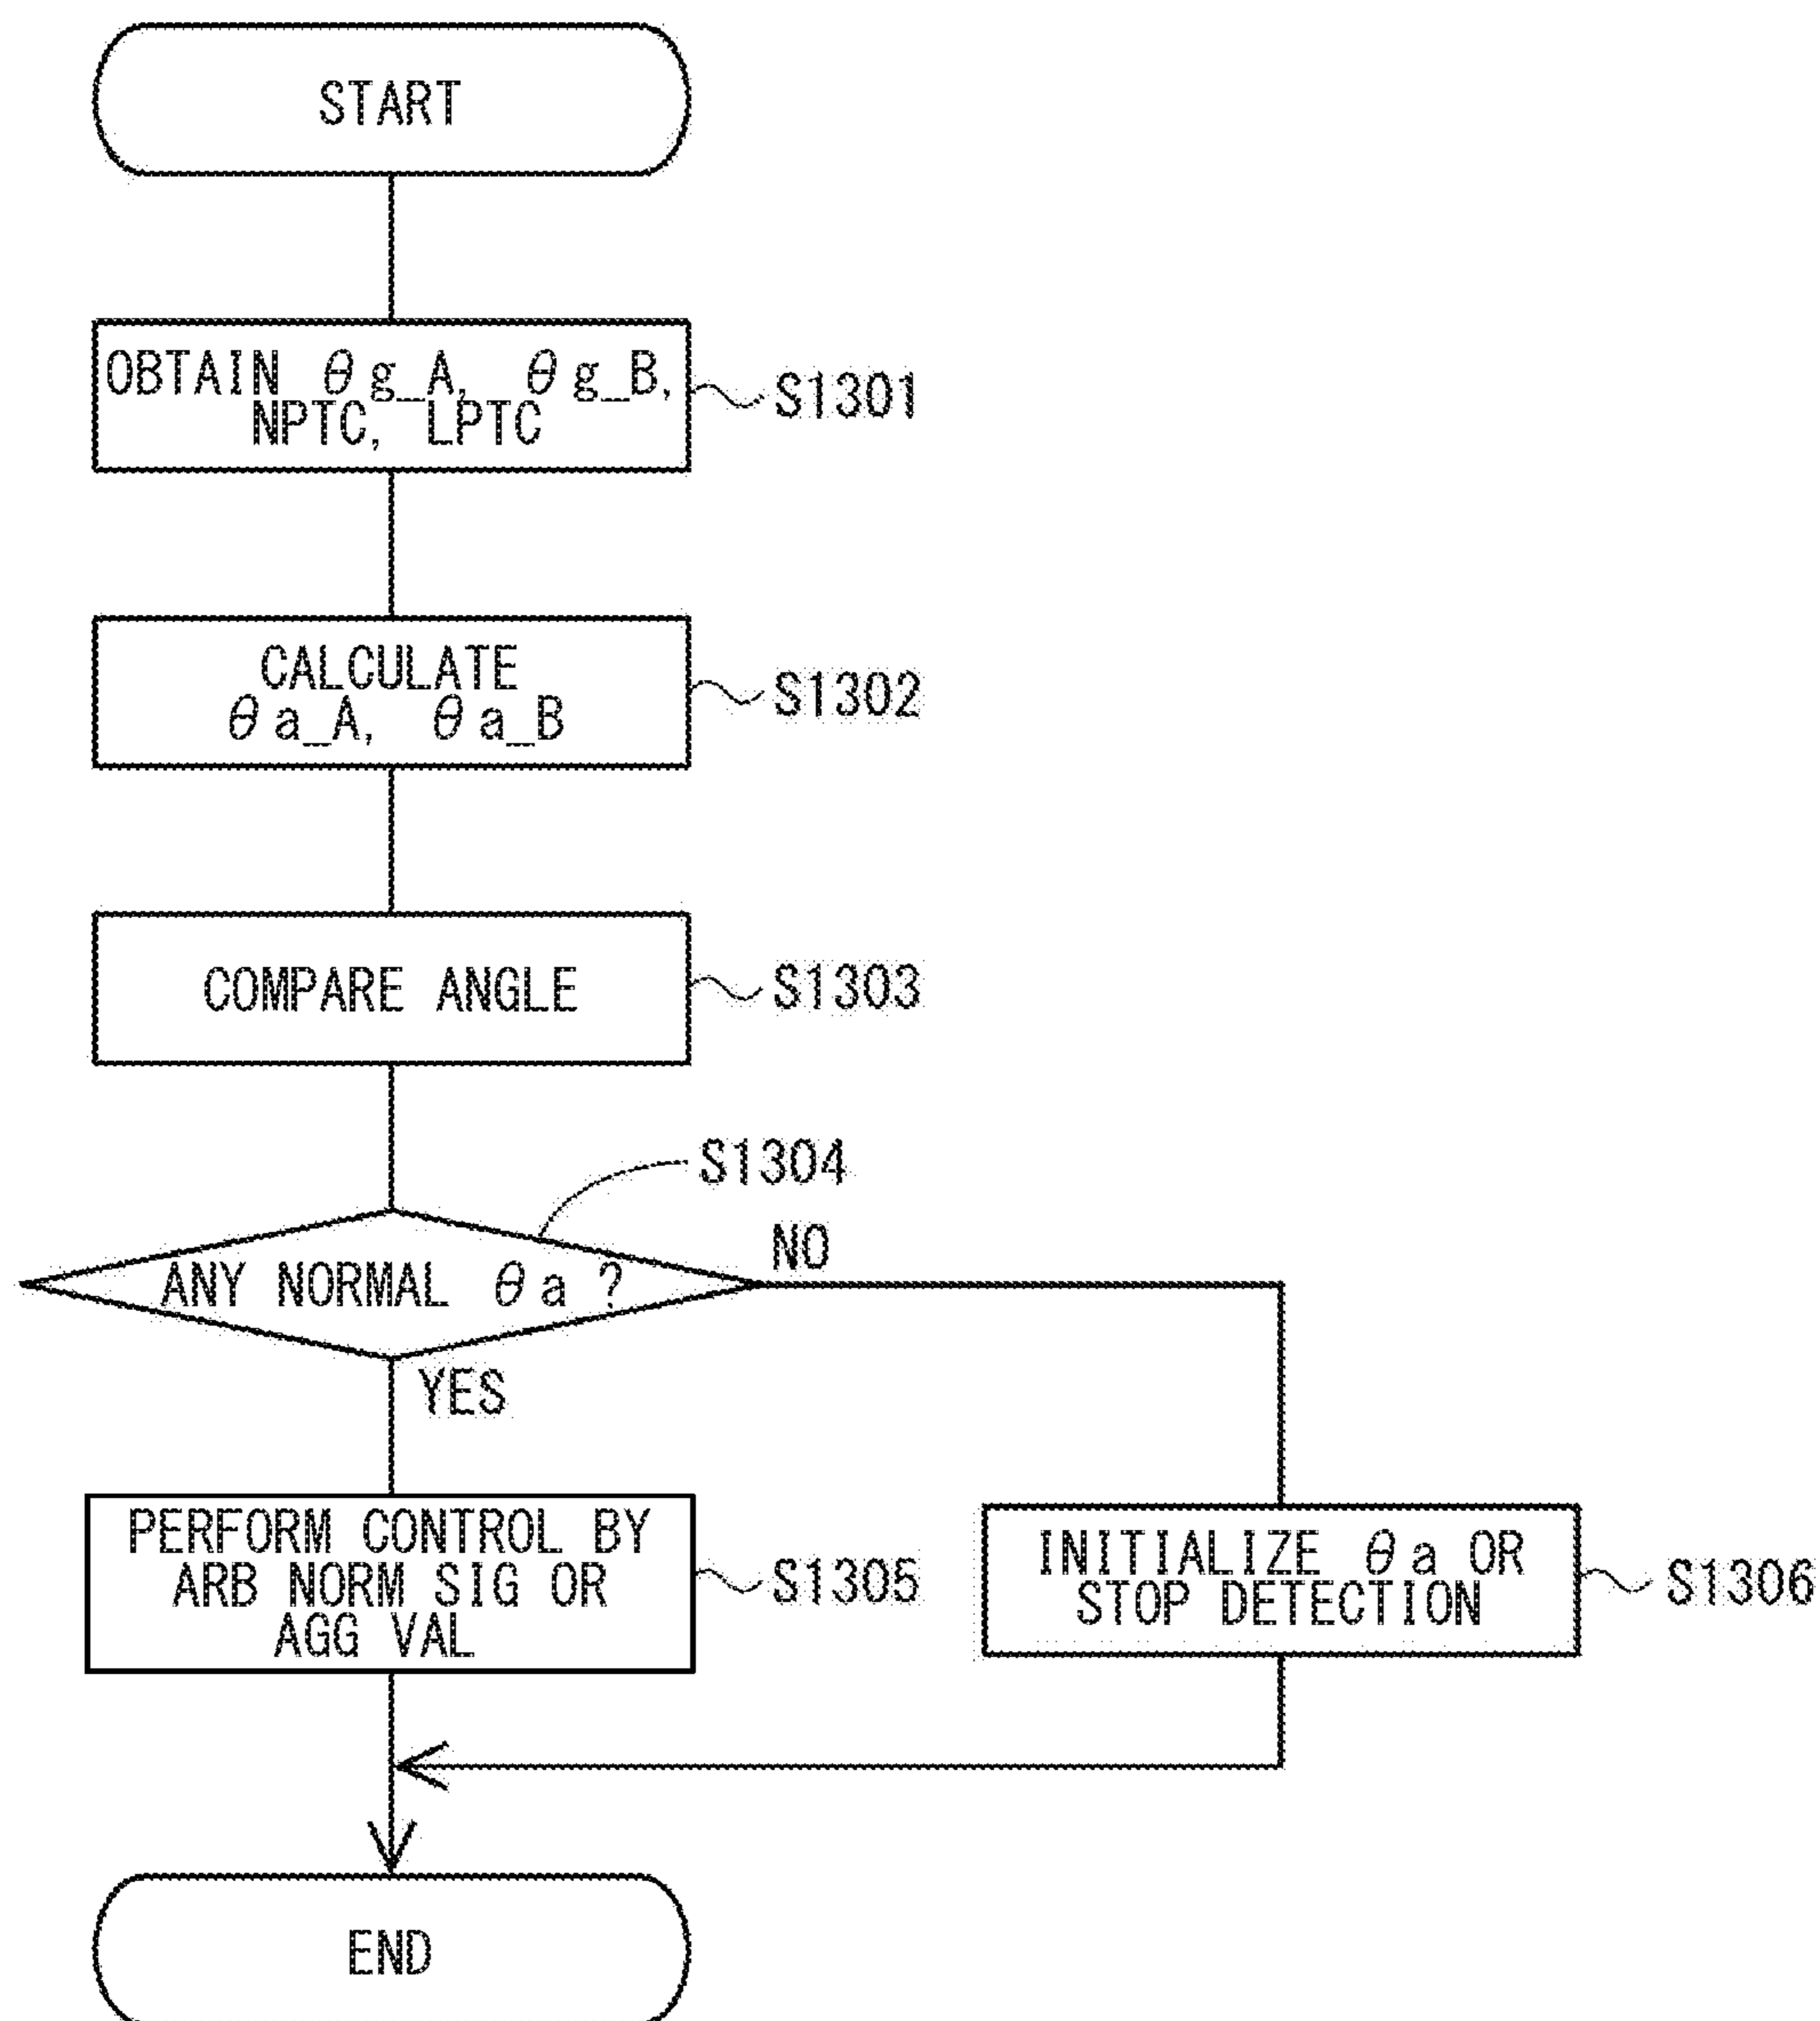 START
OBTAIN θg_A, θg_B,
NPTC, LPTC
S1301
CALCULATE
θa_A, θa_B
S1302
COMPARE ANGLE
S1303
S1304
ANY NORMAL θa ?
NO
YES
PERFORM CONTROL BY
ARB NORM SIG OR
AGG VAL
S1305
INITIALIZE θa OR
STOP DETECTION
S1306
END